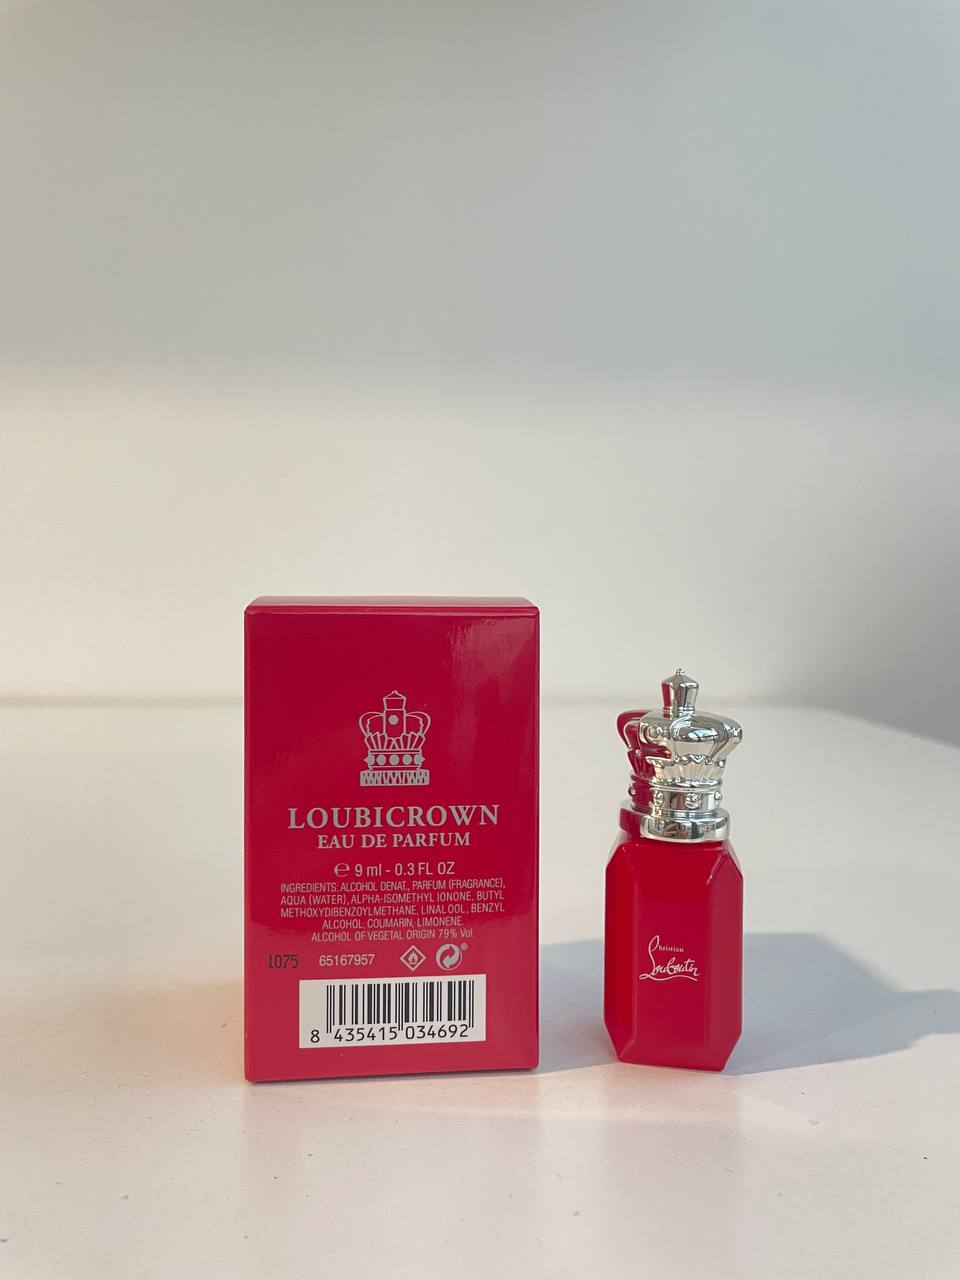 LOUBICROWN
EAU DE PARFUM
℮ 9 ml - 0.3 FL OZ
INGREDIENTS: ALCOHOL DENAT., PARFUM (FRAGRANCE),
AQUA (WATER), ALPHA-ISOMETHYL IONONE, BUTYL
METHOXYDIBENZOYLMETHANE, LINALOOL, BENZYL
ALCOHOL, COUMARIN, LIMONENE.
ALCOHOL OF VEGETAL ORIGIN 79% Vol.
1075 65167957 ®
8 435415 034692
Christian
Louboutin